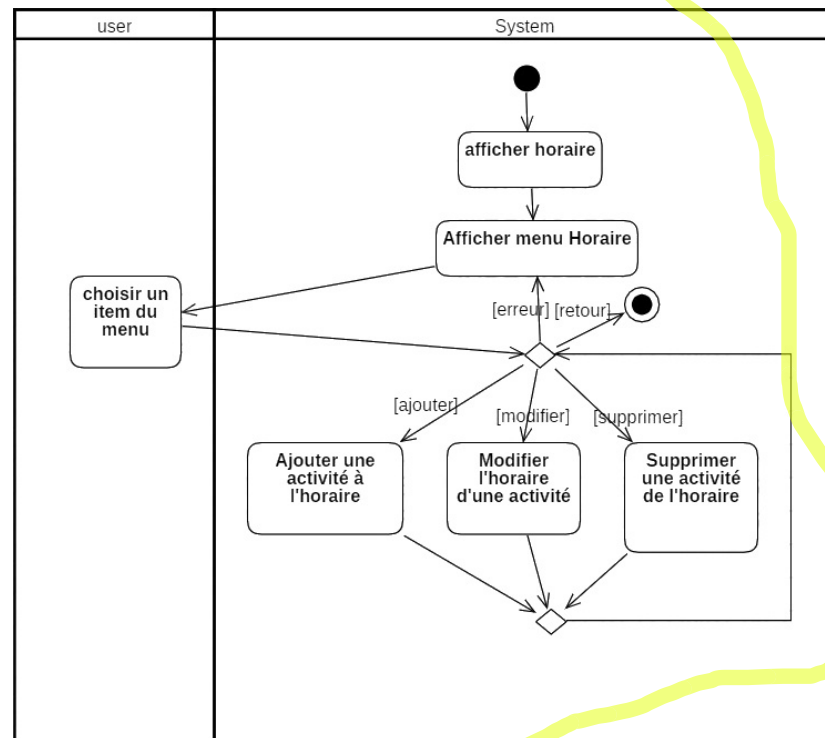 user
System
afficher horaire
Afficher menu Horaire
choisir un
item du
menu
[erreur]
[retour]
[ajouter]
[modifier]
[supprimer]
Ajouter une
activité à
l'horaire
Modifier
l'horaire
d'une activité
Supprimer
une activité
de l'horaire